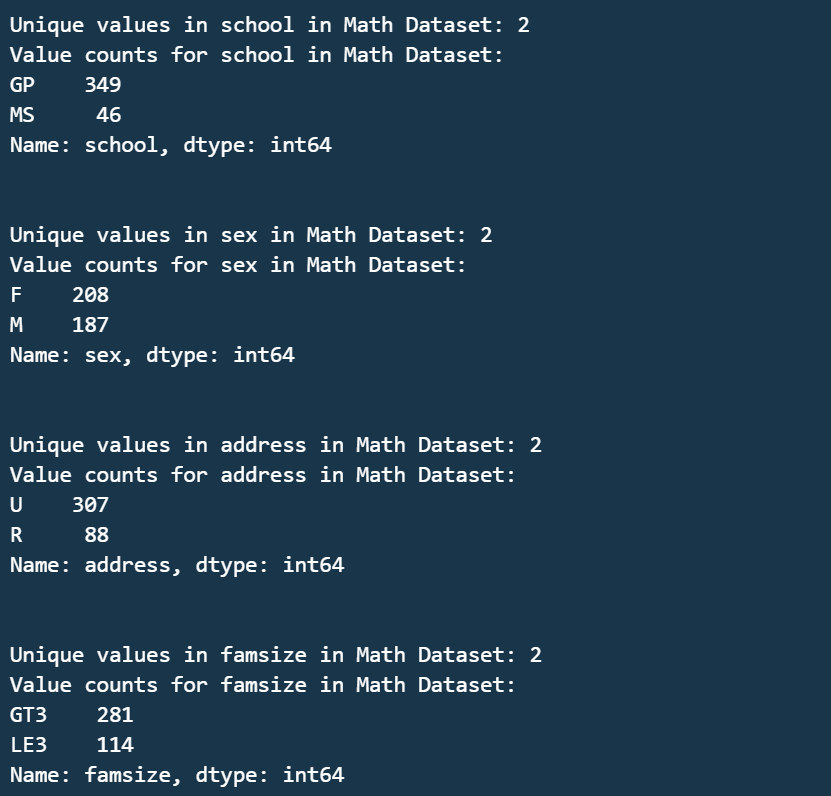 Unique values in school in Math Dataset: 2
Value counts for school in Math Dataset:
GP    349
MS     46
Name: school, dtype: int64
Unique values in sex in Math Dataset: 2
Value counts for sex in Math Dataset:
F    208
M    187
Name: sex, dtype: int64
Unique values in address in Math Dataset: 2
Value counts for address in Math Dataset:
U    307
R     88
Name: address, dtype: int64
Unique values in famsize in Math Dataset: 2
Value counts for famsize in Math Dataset:
GT3    281
LE3    114
Name: famsize, dtype: int64